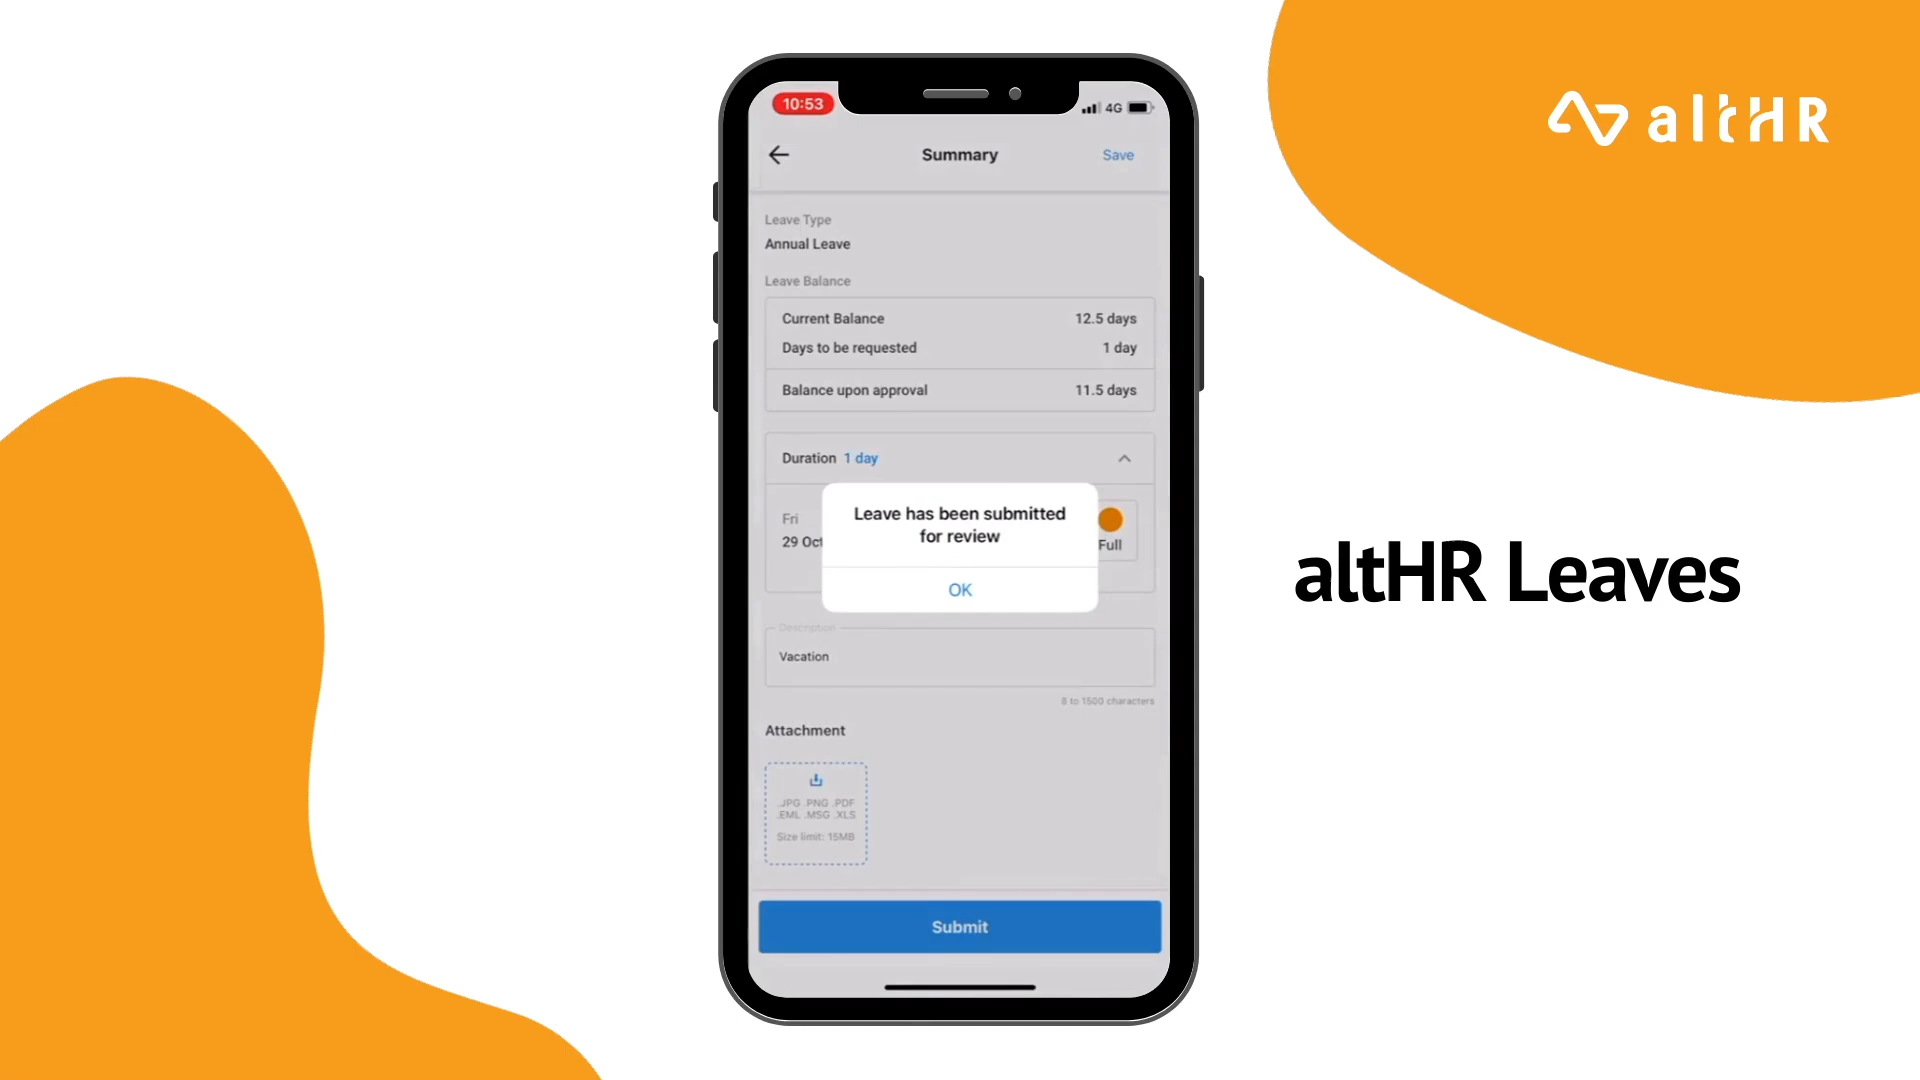 10:53
4G
Summary
Save
Leave Type
Annual Leave
Leave Balance
Current Balance 12.5 days
Days to be requested 1 day
Balance upon approval 11.5 days
Duration 1 day
Fri
29 Oct
Full
Leave has been submitted
for review
OK
Description
Vacation
8 to 1500 characters
Attachment
.JPG .PNG .PDF
.EML .MSG .XLS
Size limit: 15MB
Submit
altHR
altHR Leaves